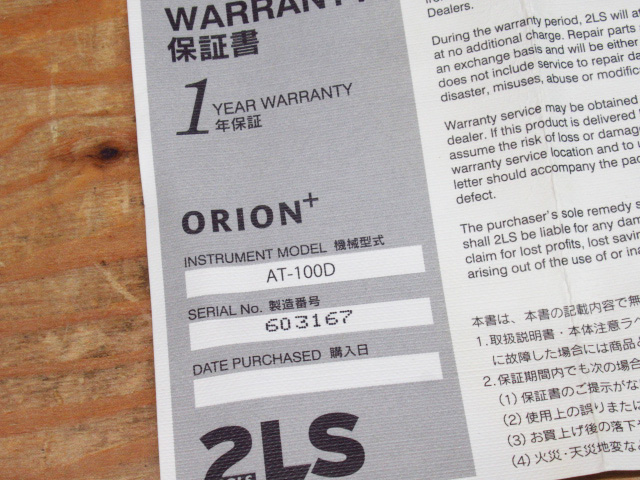 WARRANTY
保証書
1 YEAR WARRANTY
年保証
ORION+
INSTRUMENT MODEL 機械型式
AT-100D
SERIAL No. 製造番号
603167
DATE PURCHASED 購入日
2LS
Dealers.
During the warranty period, 2LS will
at no additional charge. Repair parts
an exchange basis and will be either
does not include service to repair
disaster, misuses, abuse or
Warranty service may be obtained
dealer. If this product is delivered
assume the risk of loss or
warranty service location and to
letter should accompany the
defect.
The purchaser's sole remedy
shall 2LS be liable for any
claim for lost profits, lost
arising out of the use of or
本書は、本書の記載内容で無
1.取扱説明書・本体注意ラベ
に故障した場合には商品と
2.保証期間内でも次の場合
(1) 保証書のご提示がな
(2) 使用上の誤りまたは
(3) お買上げ後の落下や
(4) 火災・天災地変な